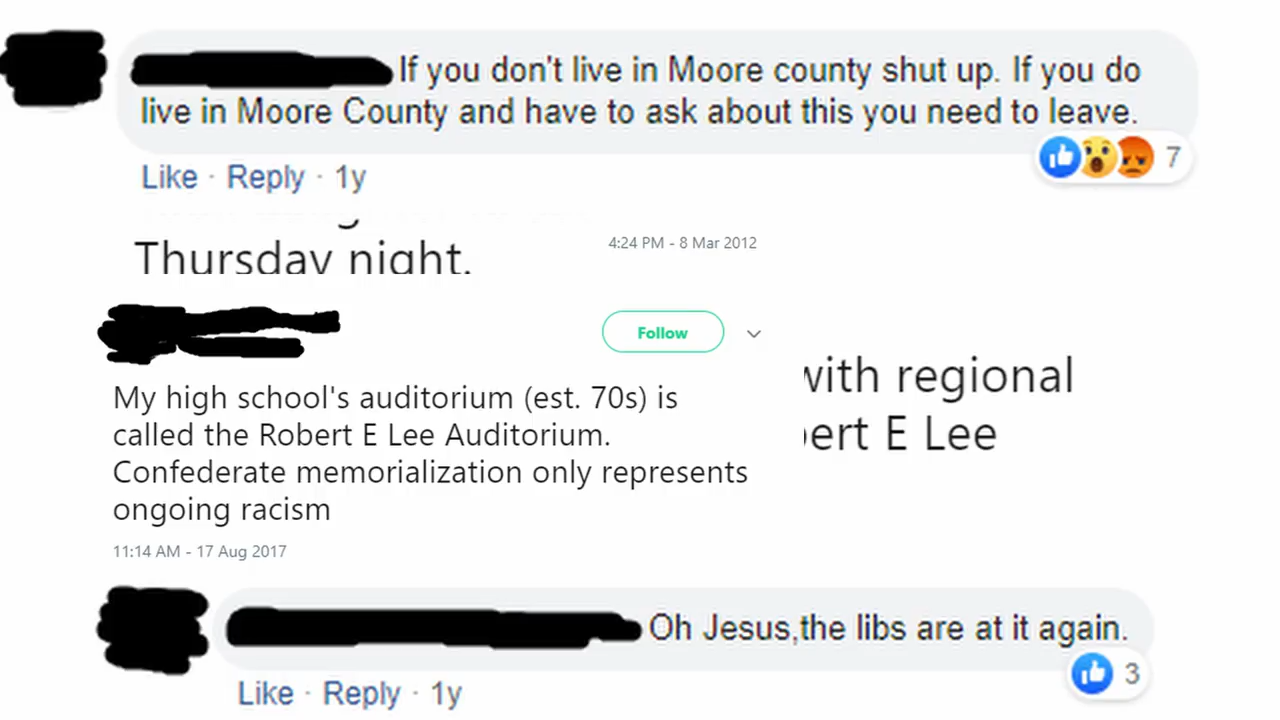 If you don't live in Moore county shut up. If you do
live in Moore County and have to ask about this you need to leave.
7
Like · Reply · 1y
Thursday night.
4:24 PM - 8 Mar 2012
Follow
My high school's auditorium (est. 70s) is
called the Robert E Lee Auditorium.
Confederate memorialization only represents
ongoing racism
11:14 AM - 17 Aug 2017
with regional
ert E Lee
Oh Jesus,the libs are at it again.
3
Like · Reply · 1y